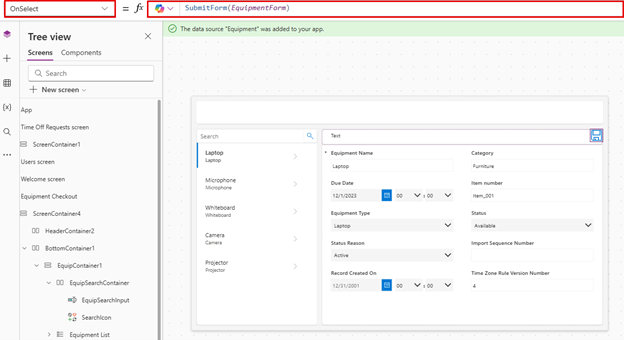 OnSelect
= fx
SubmitForm(EquipmentForm)
The data source "Equipment" was added to your app.
Tree view
Screens
Components
Search
New screen
App
Time Off Requests screen
ScreenContainer1
Users screen
Welcome screen
Equipment Checkout
ScreenContainer4
HeaderContainer2
BottomContainer1
EquipContainer1
EquipSearchContainer
EquipSearchInput
SearchIcon
Equipment List
Search
Laptop
Laptop
Microphone
Microphone
Whiteboard
Whiteboard
Camera
Camera
Projector
Projector
Text
* Equipment Name
Category
Laptop
Furniture
Due Date
Item number
12/1/2023
00
: 00
Item_001
Equipment Type
Status
Laptop
Available
Status Reason
Import Sequence Number
Active
Record Created On
Time Zone Rule Version Number
12/31/2001
00
: 00
4